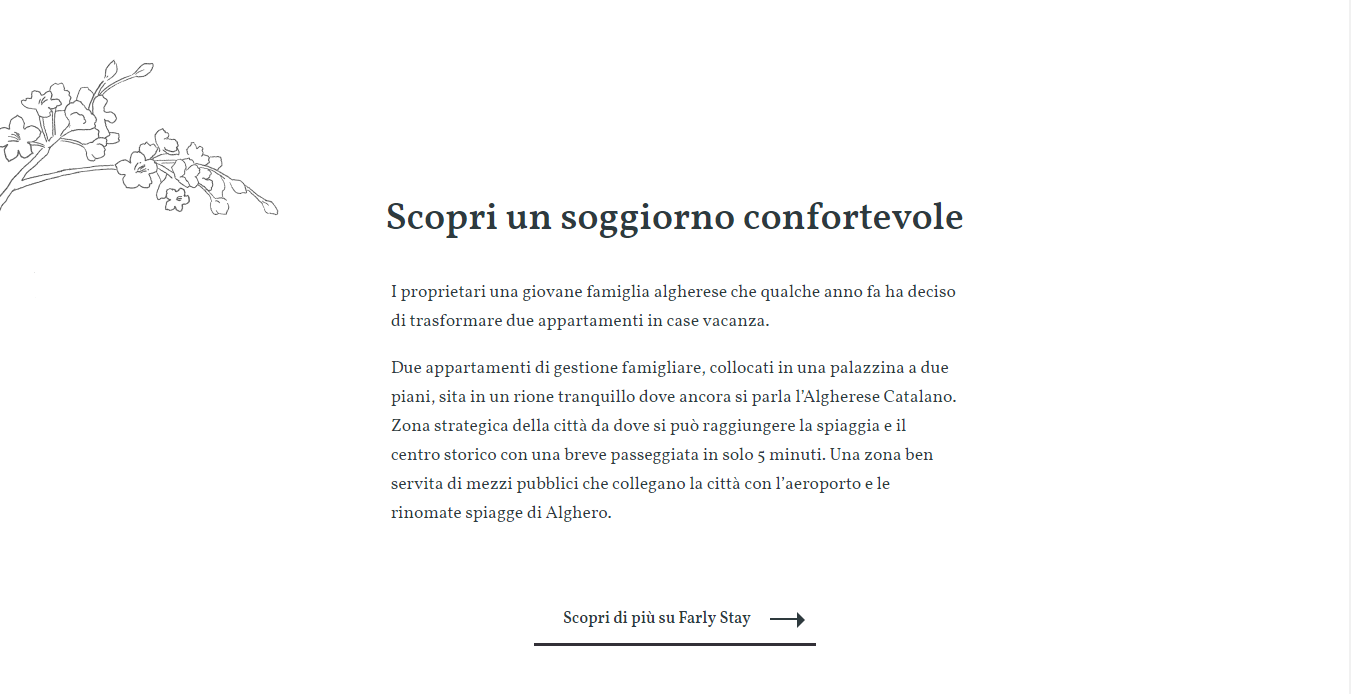 Scopri un soggiorno confortevole
I proprietari una giovane famiglia algherese che qualche anno fa ha deciso
di trasformare due appartamenti in case vacanza.
Due appartamenti di gestione famigliare, collocati in una palazzina a due
piani, sita in un rione tranquillo dove ancora si parla l’Algherese Catalano.
Zona strategica della città da dove si può raggiungere la spiaggia e il
centro storico con una breve passeggiata in solo 5 minuti. Una zona ben
servita di mezzi pubblici che collegano la città con l’aeroporto e le
rinomate spiagge di Alghero.
Scopri di più su Farly Stay